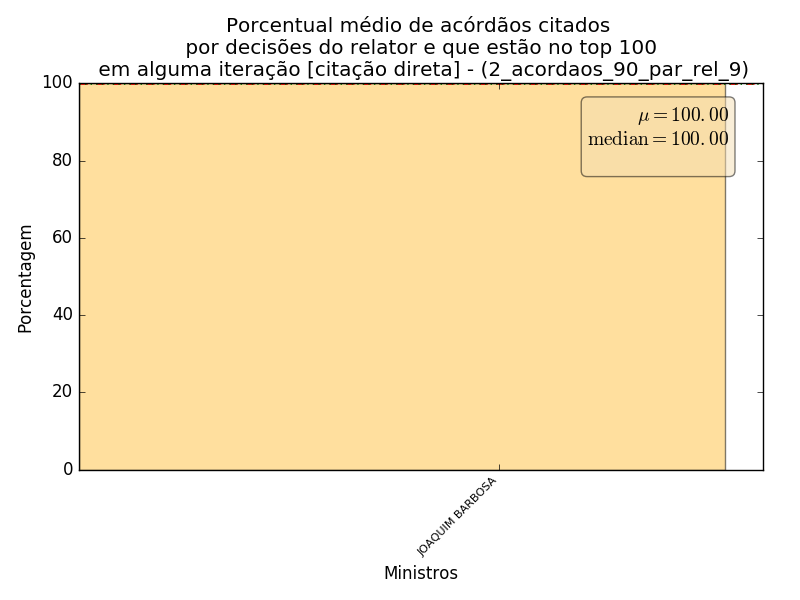 Porcentual médio de acórdãos citados
por decisões do relator e que estão no top 100
em alguma iteração [citação direta] - (2_acordaos_90_par_rel_9)
100
80
60
40
20
0
Porcentagem
μ = 100.00
median = 100.00
JOAQUIM BARBOSA
Ministros